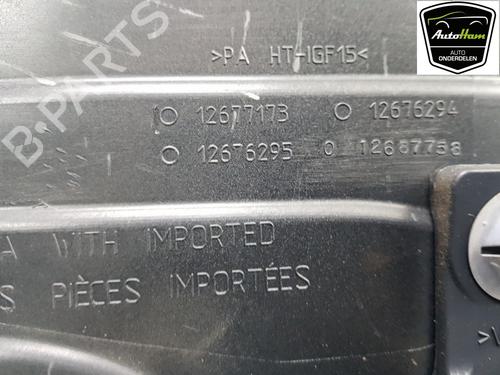 AutoHam
AUTO
ONDERDELEN
>PA HT-IGF15<
12677173 12676294
12676295 12687758
A WITH IMPORTED
S PIÈCES IMPORTÉES
B-PARTS